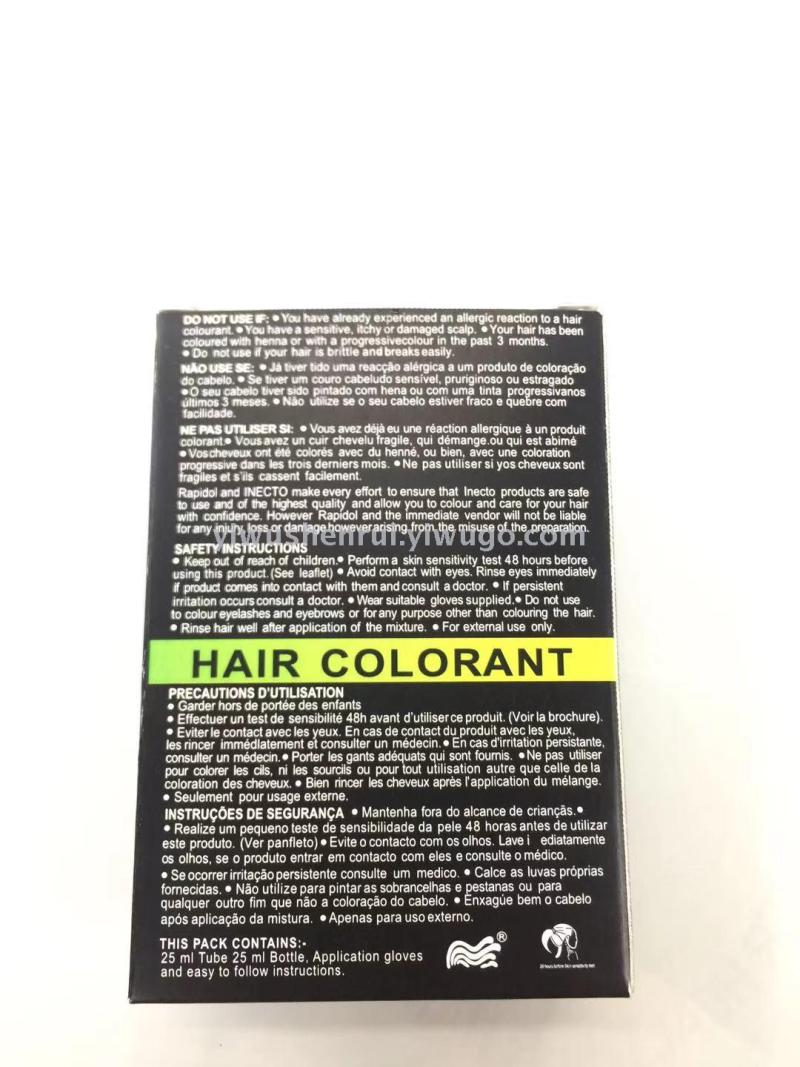 DO NOT USE IF: • You have already experienced an allergic reaction to a hair
colourant. • You have a sensitive, itchy or damaged scalp. • Your hair has been
coloured with henna or with a progressivecolour in the past 3 months.
• Do not use if your hair is brittle and breaks easily.
NÃO USE SE: • Já tiver tido uma reacção alérgica a um produto de coloração
do cabelo. • Se tiver um couro cabeludo sensível, pruriginoso ou estragado
• O seu cabelo tiver sido pintado com hena ou com uma tinta progressivanos
últimos 3 meses. • Não utilize se o seu cabelo estiver fraco e quebre com
facilidade.
NE PAS UTILISER SI: • Vous avez déjà eu une réaction allergique à un produit
colorant • Vous avez un cuir chevelu fragile, qui démange.ou qui est abimé
• Vos cheveux ont été colorés avec du henné, ou bien, avec une coloration
progressive dans les trois derniers mois. • Ne pas utiliser si yos cheveux sont
fragiles et s'ils cassent facilement.
Rapidol and INECTO make every effort to ensure that Inecto products are safe
to use and of the highest quality and allow you to colour and care for your hair
with confidence. However Rapidol and the immediate vendor will not be liable
for any injury, loss or damage however arising from the misuse of the preparation.
yiwushenrui.yiwugo.com
SAFETY INSTRUCTIONS
• Keep out of reach of children. • Perform a skin sensitivity test 48 hours before
using this product. (See leaflet) • Avoid contact with eyes. Rinse eyes immediately
if product comes into contact with them and consult a doctor. • If persistent
irritation occurs consult a doctor. • Wear suitable gloves supplied. • Do not use
to colour eyelashes and eyebrows or for any purpose other than colouring the hair.
• Rinse hair well after application of the mixture. • For external use only.
HAIR COLORANT
PRECAUTIONS D'UTILISATION
• Garder hors de portée des enfants
• Effectuer un test de sensibilité 48h avant d'utiliser ce produit. (Voir la brochure).
• Eviter le contact avec les yeux. En cas de contact du produit avec les yeux,
les rincer immédlatement et consulter un médecin. • En cas d'irritation persistante,
consulter un médecin. • Porter les gants adéquats qui sont fournis. • Ne pas utiliser
pour colorer les cils, ni les sourcils ou pour tout utilisation autre que celle de la
coloration des cheveux. • Bien rincer les cheveux après l'application du mélange.
• Seulement pour usage externe.
INSTRUÇÕES DE SEGURANÇA • Mantenha fora do alcance de criançãs. •
• Realize um pequeno teste de sensibilidade da pele 48 horas antes de utilizar
este produto. (Ver panfleto) • Evite o contacto com os olhos. Lave i ediatamente
os olhos, se o produto entrar em contacto com eles e consulte o médico.
• Se ocorrer irritação persistente consulte um medico. • Calce as luvas próprias
fornecidas. • Não utilize para pintar as sobrancelhas e pestanas ou para
qualquer outro fim que não a coloração do cabelo. • Enxagúe bem o cabelo
após aplicação da mistura. • Apenas para uso externo.
THIS PACK CONTAINS:-
25 ml Tube 25 ml Bottle, Application gloves
and easy to follow instructions.
®